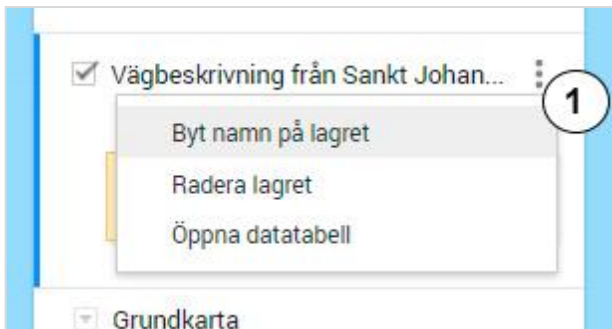 Vägbeskrivning från Sankt Johan...
1
Byt namn på lagret
Radera lagret
Öppna datatabell
Grundkarta